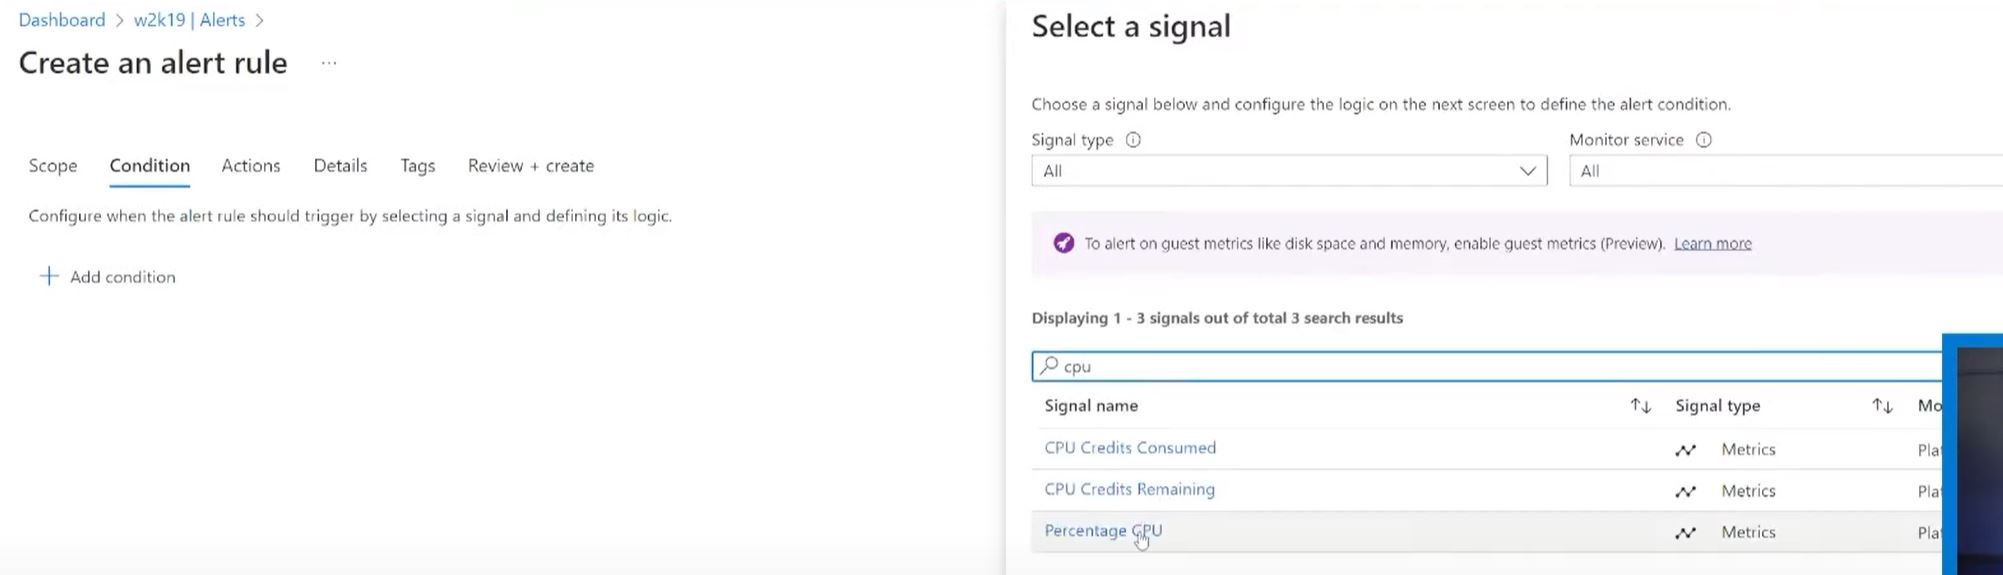 Dashboard > w2k19 | Alerts >
Create an alert rule ...
Scope Condition Actions Details Tags Review + create
Configure when the alert rule should trigger by selecting a signal and defining its logic.
+ Add condition
Select a signal
Choose a signal below and configure the logic on the next screen to define the alert condition.
Signal type Monitor service
All All
To alert on guest metrics like disk space and memory, enable guest metrics (Preview). Learn more
Displaying 1 - 3 signals out of total 3 search results
cpu
Signal name ↑↓ Signal type ↑↓ Mo
CPU Credits Consumed Metrics Pla
CPU Credits Remaining Metrics Pla
Percentage CPU Metrics Pla